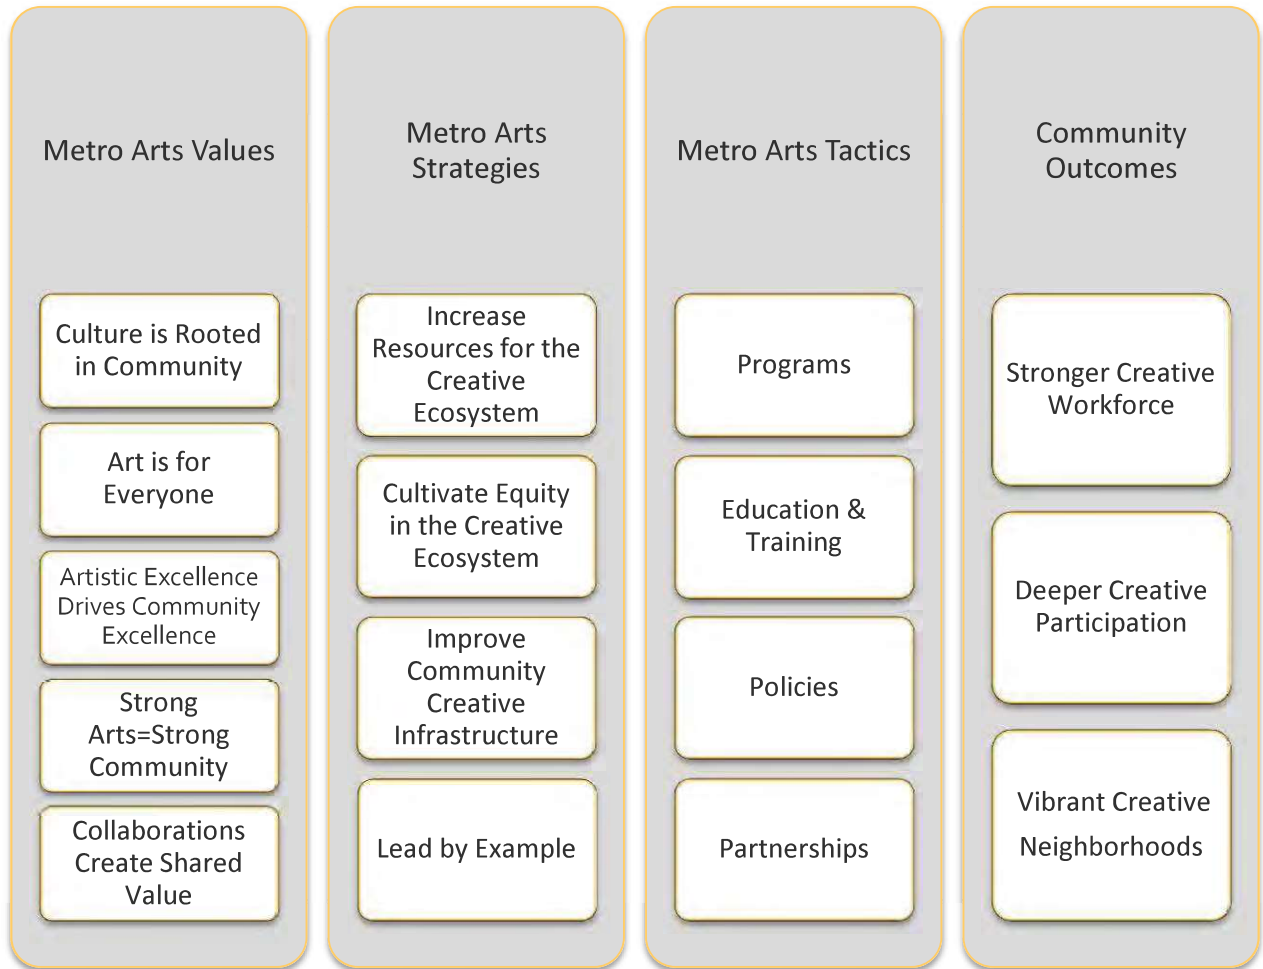 Metro Arts Values
Culture is Rooted
in Community
Art is for
Everyone
Artistic Excellence
Drives Community
Excellence
Strong
Arts=Strong
Community
Collaborations
Create Shared
Value
Metro Arts
Strategies
Increase
Resources for the
Creative
Ecosystem
Cultivate Equity
in the Creative
Ecosystem
Improve
Community
Creative
Infrastructure
Lead by Example
Metro Arts Tactics
Programs
Education &
Training
Policies
Partnerships
Community
Outcomes
Stronger Creative
Workforce
Deeper Creative
Participation
Vibrant Creative
Neighborhoods